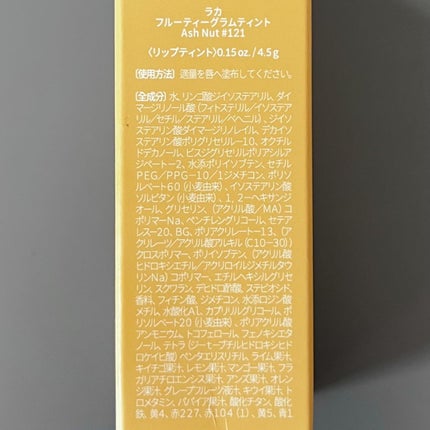 ラカ
フルーティーグラムティント
Ash Nut #121
〈リップティント〉0.15 oz. / 4.5 g
〔使用方法〕 適量を唇へ塗布してください。
〔全成分〕 水、リンゴ酸ジイソステアリル、ダイ
マージリノール酸 (フィトステリル/イソステア
リル/セチル/ステアリル/ベヘニル)、ジイソ
ステアリン酸ダイマージリノレイル、デカイソ
ステアリン酸ポリグリセリル-10、オクチルド
デカノール、ビスジグリセリルポリアシルア
ジペート-2、水添ポリイソブテン、セチル
PEG/PPG-10/1ジメチコン、ポリソ
ルベート60 (小麦由来)、イソステアリン酸
ソルビタン (小麦由来)、1, 2-ヘキサンジ
オール、グリセリン、(アクリル酸/MA) コ
ポリマーNa、ペンチレングリコール、セテア
レス-20、BG、ポリアクリレート-13、(ア
クリレーツ/アクリル酸アルキル (C10-30))
クロスポリマー、ポリイソブテン、(アクリル酸
ヒドロキシエチル/アクリロイルジメチルタウ
リンNa) コポリマー、エチルヘキシルグリセ
リン、スクワラン、デヒドロ酢酸、ステビオシド、
香料、フィチン酸、ジメチコン、水添ロジン酸
メチル、水酸化Al、カプリリルグリコール、ポ
リソルベート20 (小麦由来)、ポリアクリル酸
アンモニウム、トコフェロール、フェノキシエタ
ノール、テトラ (ジ-t-ブチルヒドロキシヒド
ロケイヒ酸) ペンタエリスリチル、ライム果汁、
キイチゴ果汁、レモン果汁、マンゴー果汁、フ
ラガリアチロエンシス果汁、アンズ果汁、オレン
ジ果汁、グレープフルーツ液汁、キウイ果汁、ト
ロメタミン、パパイア果汁、酸化チタン、酸化
鉄、黄4、赤227、赤104 (1)、黄5、青1